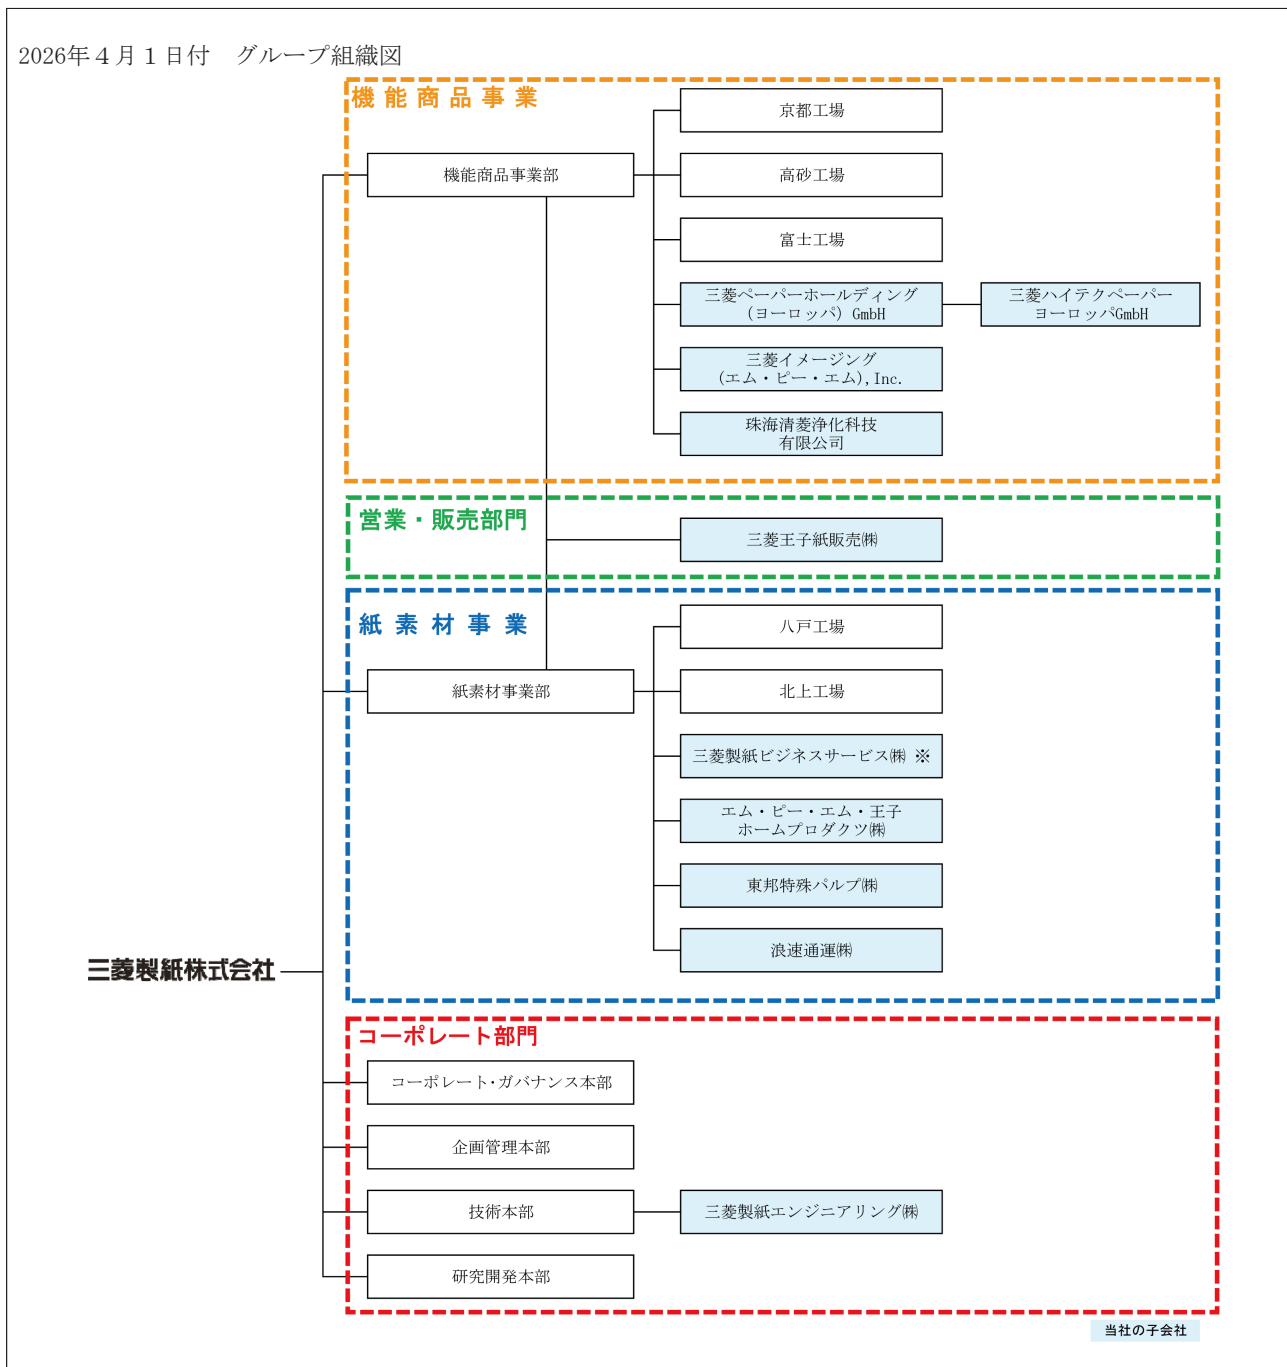 2026年４月１日付　グループ組織図
機能商品事業
京都工場
機能商品事業部
高砂工場
富士工場
三菱ペーパーホールディング
（ヨーロッパ）GmbH
三菱ハイテクペーパー
ヨーロッパGmbH
三菱イメージング
(エム・ピー・エム),Inc.
珠海清菱浄化科技
有限公司
営業・販売部門
三菱王子紙販売㈱
紙素材事業
八戸工場
紙素材事業部
北上工場
三菱製紙ビジネスサービス㈱ ※
エム・ピー・エム・王子
ホームプロダクツ㈱
東邦特殊パルプ㈱
浪速通運㈱
三菱製紙株式会社
コーポレート部門
コーポレート・ガバナンス本部
企画管理本部
技術本部
三菱製紙エンジニアリング㈱
研究開発本部
当社の子会社